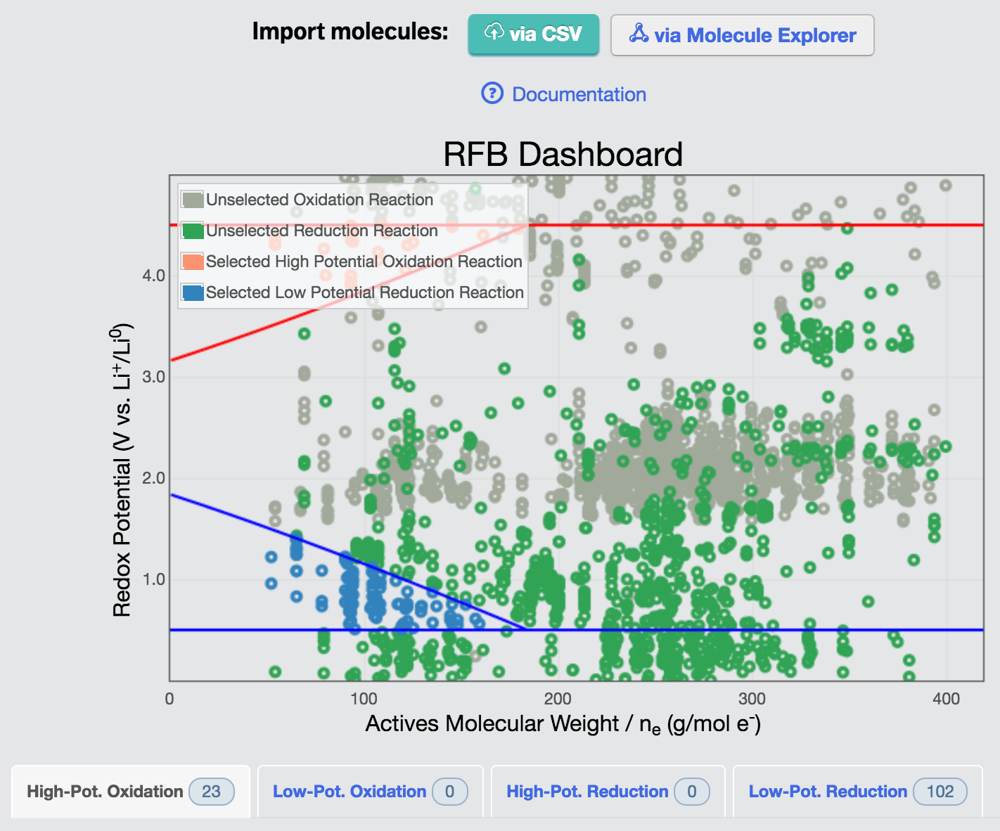 Import molecules: via CSV via Molecule Explorer
? Documentation
RFB Dashboard
Unselected Oxidation Reaction
Unselected Reduction Reaction
Selected High Potential Oxidation Reaction
Selected Low Potential Reduction Reaction
4.0
3.0
2.0
1.0
Redox Potential (V vs. Li⁺/Li⁰)
0 100 200 300 400
Actives Molecular Weight / nₑ (g/mol e⁻)
High-Pot. Oxidation 23 Low-Pot. Oxidation 0 High-Pot. Reduction 0 Low-Pot. Reduction 102